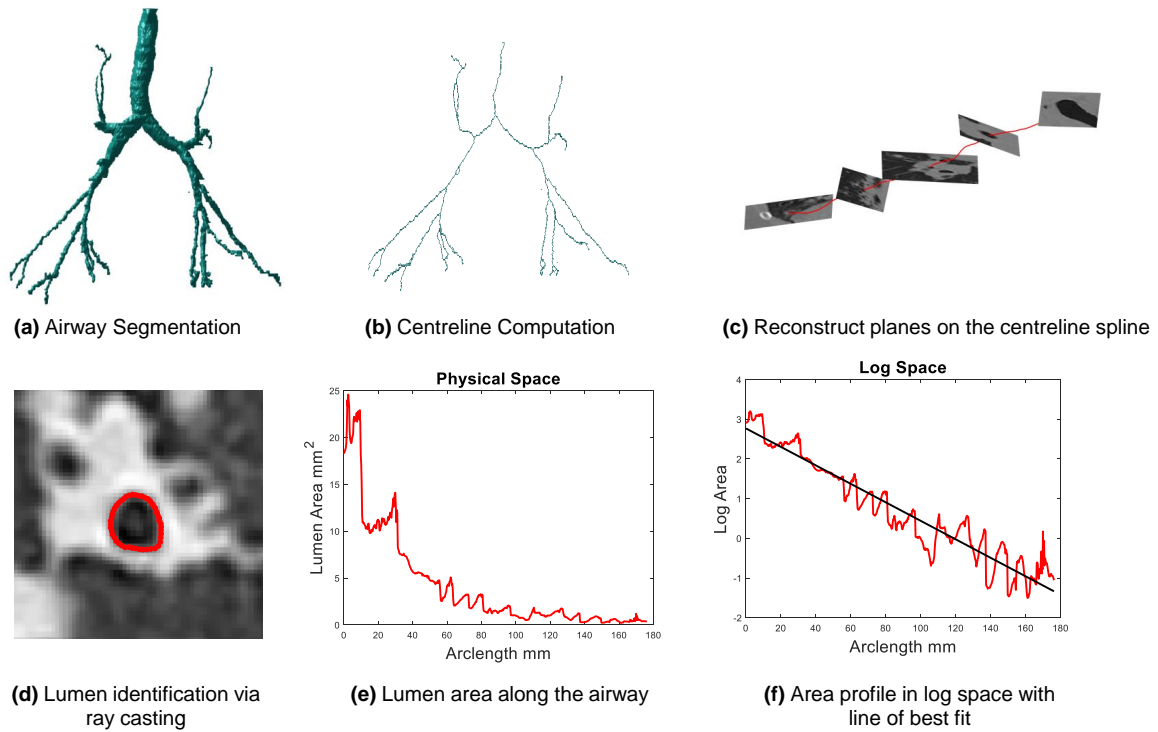 (a) Airway Segmentation
(b) Centreline Computation
(c) Reconstruct planes on the centreline spline
Physical Space
25
20
15
10
5
0
0 20 40 60 80 100 120 140 160 180
Lumen Area mm2
Arclength mm
Log Space
4
3
2
1
0
-1
-2
0 20 40 60 80 100 120 140 160 180
Log Area
Arclength mm
(d) Lumen identification via
ray casting
(e) Lumen area along the airway
(f) Area profile in log space with
line of best fit